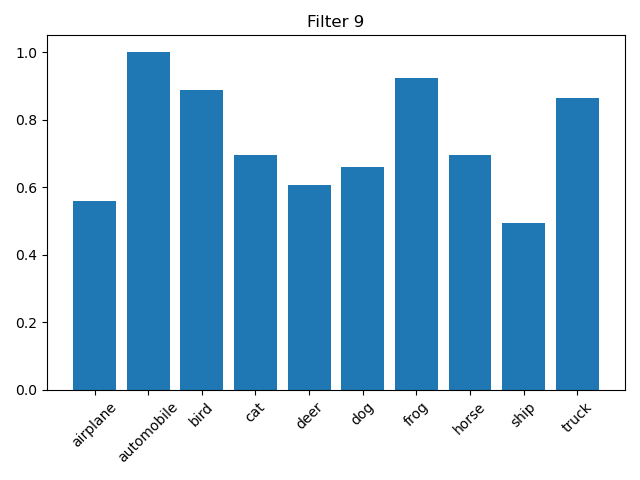 Filter 9
1.0
0.8
0.6
0.4
0.2
0.0
airplane
automobile
bird
cat
deer
dog
frog
horse
ship
truck